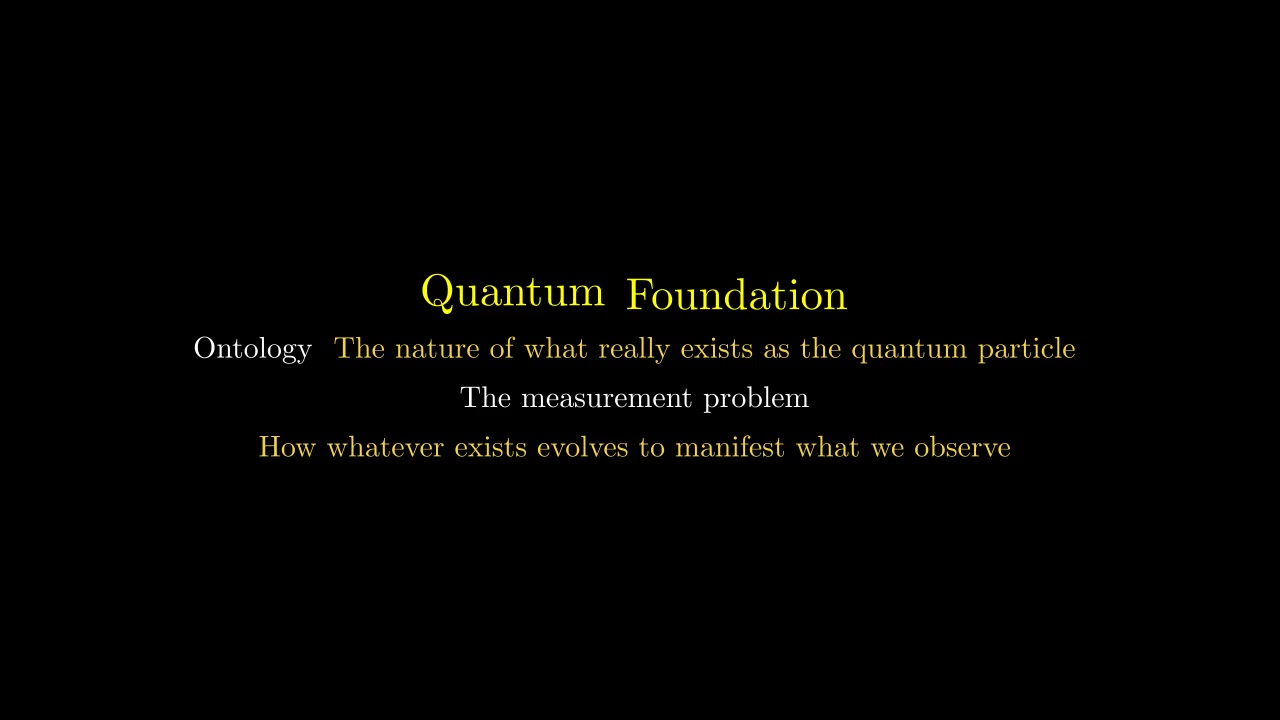 Quantum Foundation
Ontology The nature of what really exists as the quantum particle
The measurement problem
How whatever exists evolves to manifest what we observe